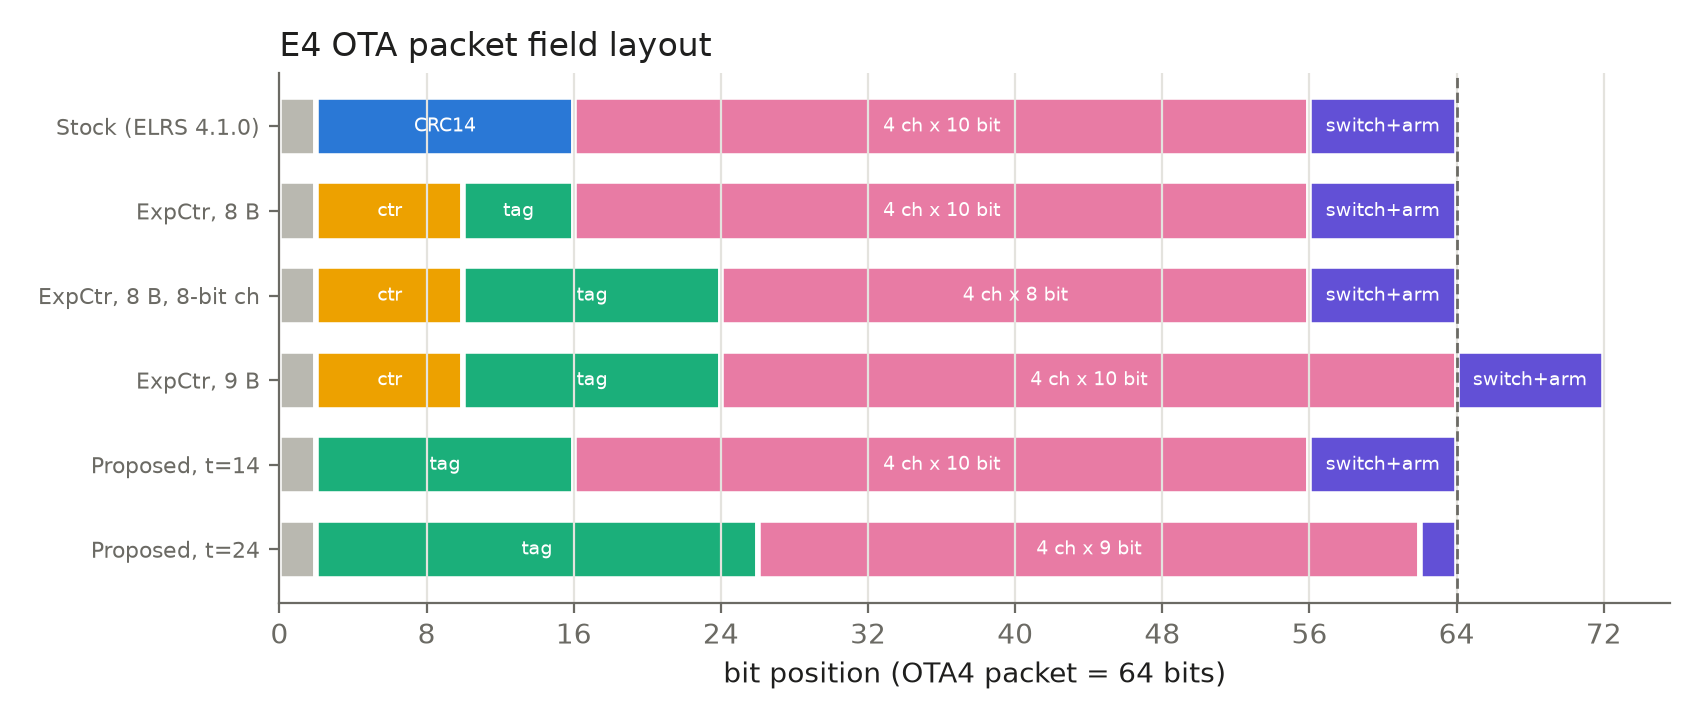 E4 OTA packet field layout
Stock (ELRS 4.1.0) CRC14 4 ch x 10 bit switch+arm
ExpCtr, 8 B ctr tag 4 ch x 10 bit switch+arm
ExpCtr, 8 B, 8-bit ch ctr tag 4 ch x 8 bit switch+arm
ExpCtr, 9 B ctr tag 4 ch x 10 bit switch+arm
Proposed, t=14 tag 4 ch x 10 bit switch+arm
Proposed, t=24 tag 4 ch x 9 bit
0 8 16 24 32 40 48 56 64 72
bit position (OTA4 packet = 64 bits)